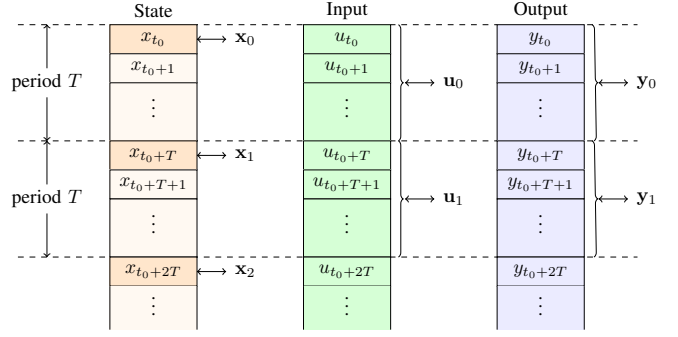 State Input Output
x_{t_0} ↔ 𝐱_0 u_{t_0} y_{t_0}
x_{t_0+1} u_{t_0+1} y_{t_0+1}
period T ⋮ ⋮ ↔ 𝐮_0 ⋮ ↔ 𝐲_0
x_{t_0+T} ↔ 𝐱_1 u_{t_0+T} y_{t_0+T}
x_{t_0+T+1} u_{t_0+T+1} y_{t_0+T+1}
period T ⋮ ⋮ ↔ 𝐮_1 ⋮ ↔ 𝐲_1
x_{t_0+2T} ↔ 𝐱_2 u_{t_0+2T} y_{t_0+2T}
⋮ ⋮ ⋮